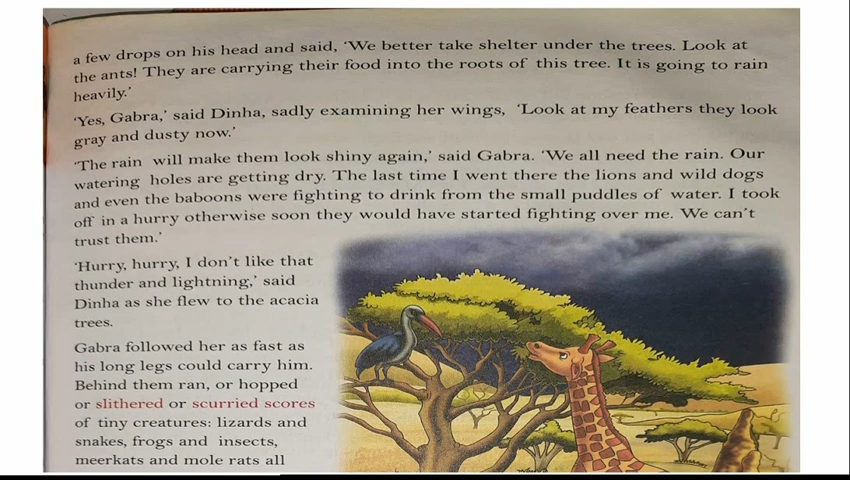 a few drops on his head and said, ‘We better take shelter under the trees. Look at
the ants! They are carrying their food into the roots of this tree. It is going to rain
heavily.’
‘Yes, Gabra,’ said Dinha, sadly examining her wings, ‘Look at my feathers they look
gray and dusty now.’
‘The rain will make them look shiny again,’ said Gabra. ‘We all need the rain. Our
watering holes are getting dry. The last time I went there the lions and wild dogs
and even the baboons were fighting to drink from the small puddles of water. I took
off in a hurry otherwise soon they would have started fighting over me. We can’t
trust them.’
‘Hurry, hurry, I don’t like that
thunder and lightning,’ said
Dinha as she flew to the acacia
trees.
Gabra followed her as fast as
his long legs could carry him.
Behind them ran, or hopped
or slithered or scurried scores
of tiny creatures: lizards and
snakes, frogs and insects,
meerkats and mole rats all